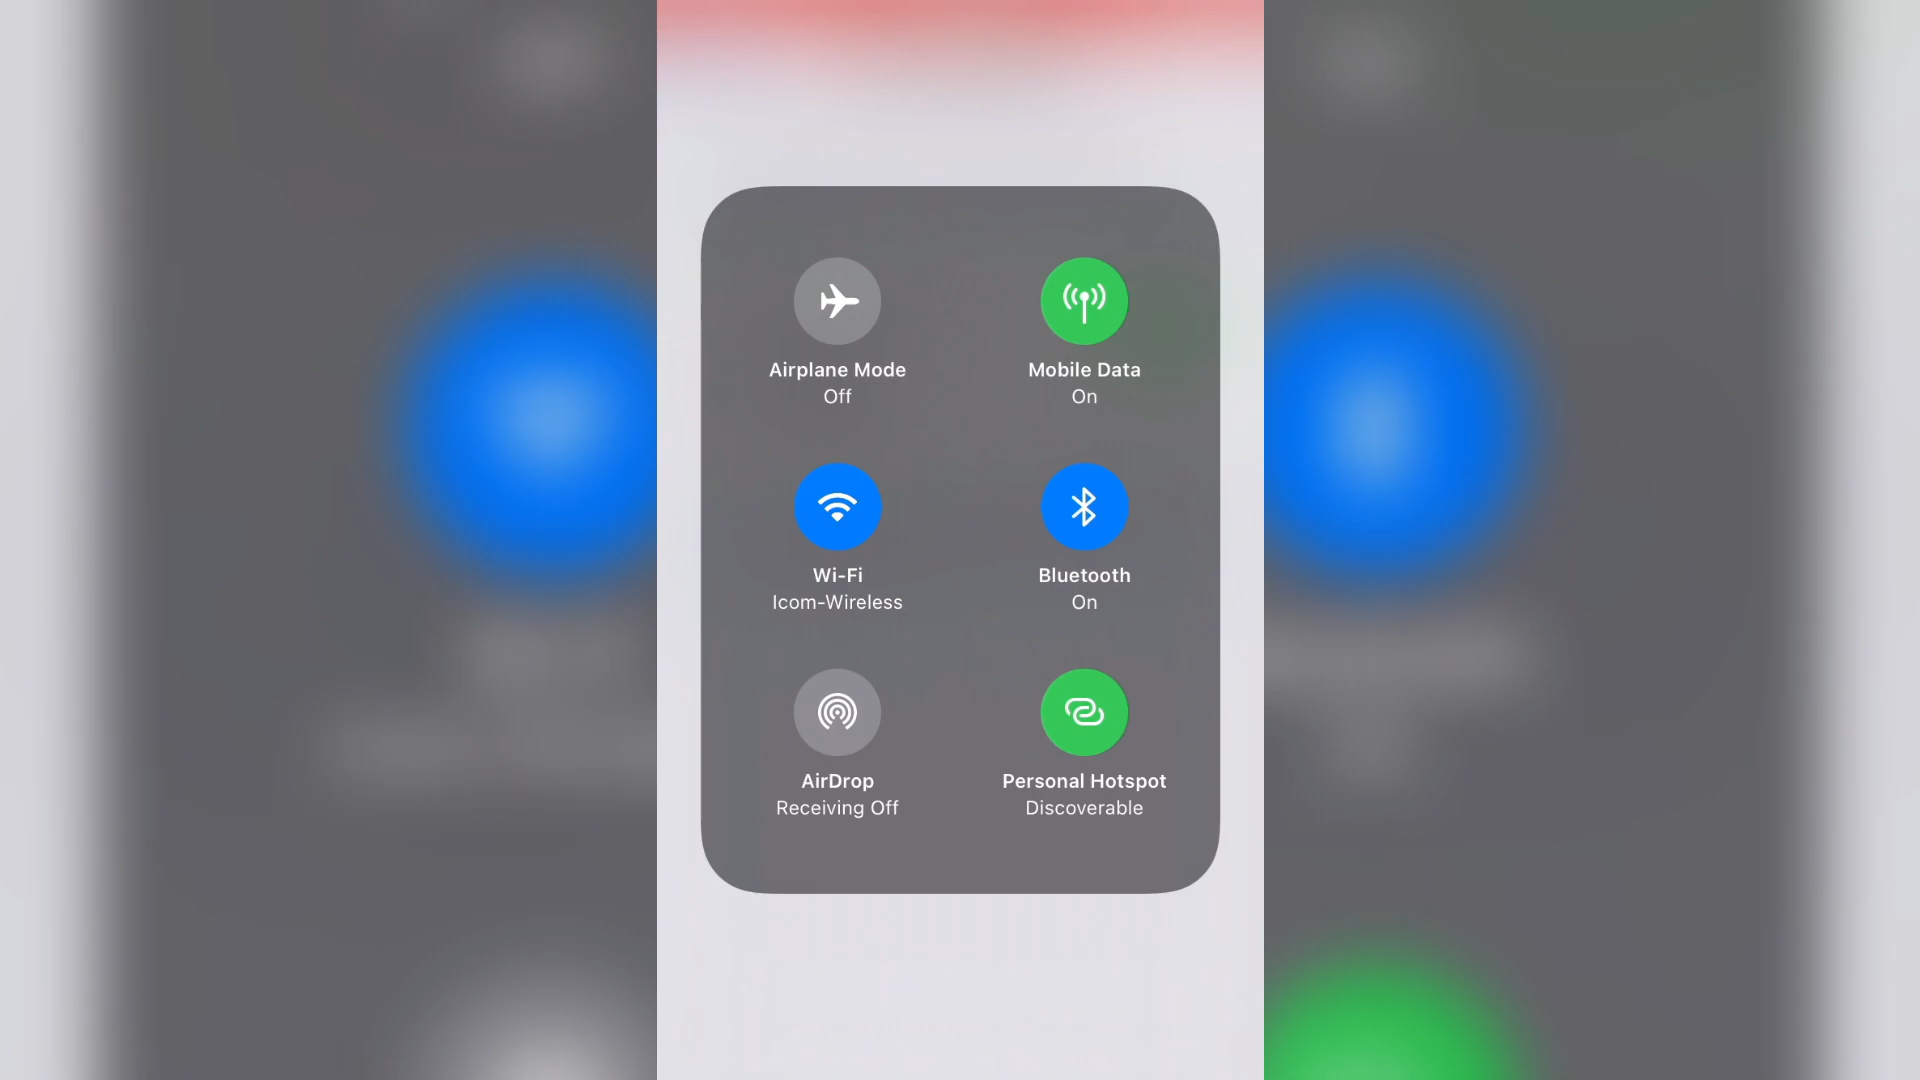 Airplane Mode
Off
Mobile Data
On
Wi-Fi
Icom-Wireless
Bluetooth
On
AirDrop
Receiving Off
Personal Hotspot
Discoverable